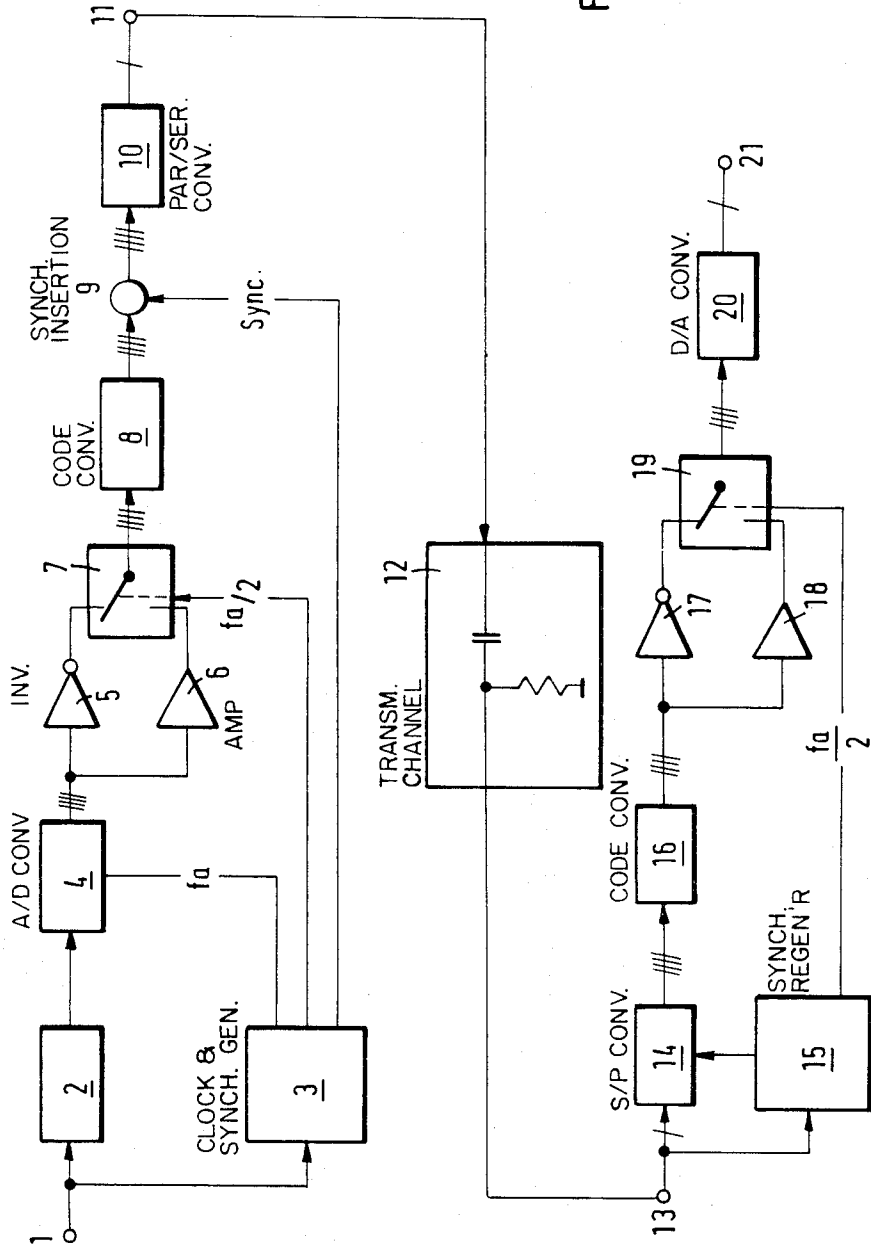 1
2
CLOCK &
SYNCH. GEN.
3
A/D CONV
4
fa
INV.
5
6
AMP
7
fa/2
CODE
CONV.
8
SYNCH.
INSERTION
9
Sync.
10
PAR/SER.
CONV.
11
TRANSM.
CHANNEL
12
13
S/P CONV.
14
SYNCH.
REGEN'R
15
CODE CONV.
16
17
18
fa
2
19
D/A CONV.
20
21
F